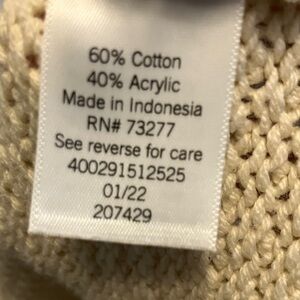 60% Cotton
40% Acrylic
Made in Indonesia
RN# 73277
See reverse for care
400291512525
01/22
207429